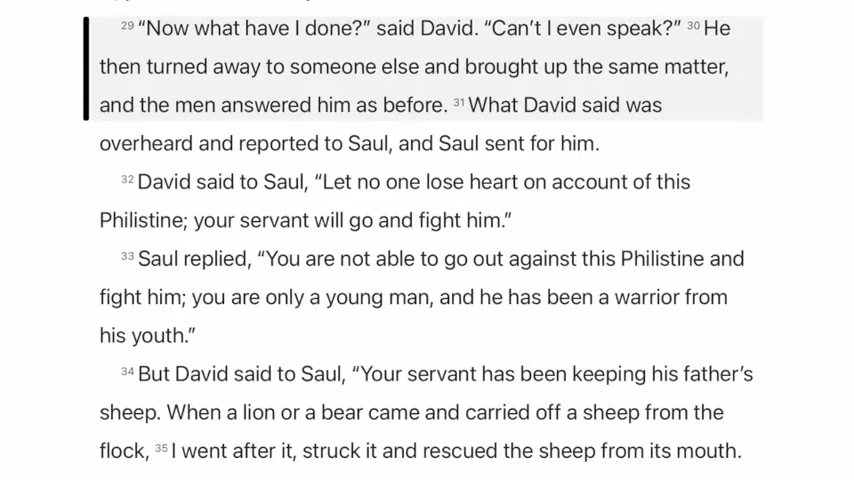 29 “Now what have I done?” said David. “Can’t I even speak?” 30 He
then turned away to someone else and brought up the same matter,
and the men answered him as before. 31 What David said was
overheard and reported to Saul, and Saul sent for him.
32 David said to Saul, “Let no one lose heart on account of this
Philistine; your servant will go and fight him.”
33 Saul replied, “You are not able to go out against this Philistine and
fight him; you are only a young man, and he has been a warrior from
his youth.”
34 But David said to Saul, “Your servant has been keeping his father’s
sheep. When a lion or a bear came and carried off a sheep from the
flock, 35 I went after it, struck it and rescued the sheep from its mouth.